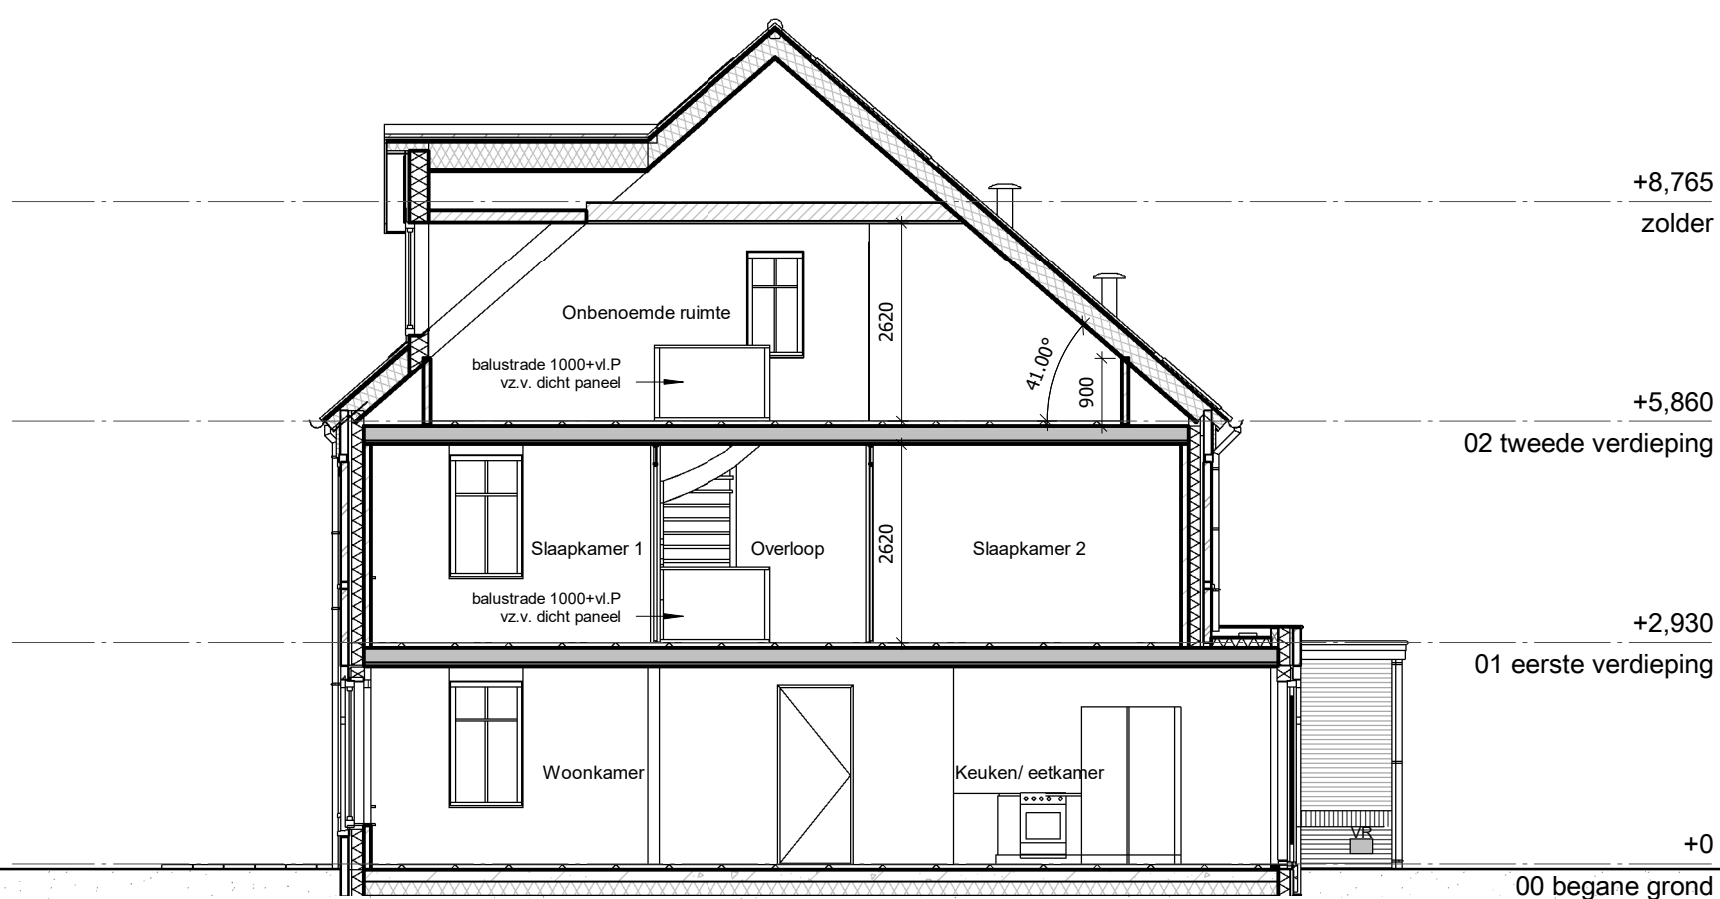 +8,765
zolder
Onbenoemde ruimte
2620
balustrade 1000+vl.P
vz.v. dicht paneel
41.00°
900
+5,860
02 tweede verdieping
Slaapkamer 1
Overloop
2620
Slaapkamer 2
balustrade 1000+vl.P
vz.v. dicht paneel
+2,930
01 eerste verdieping
Woonkamer
Keuken/ eetkamer
VR
+0
00 begane grond